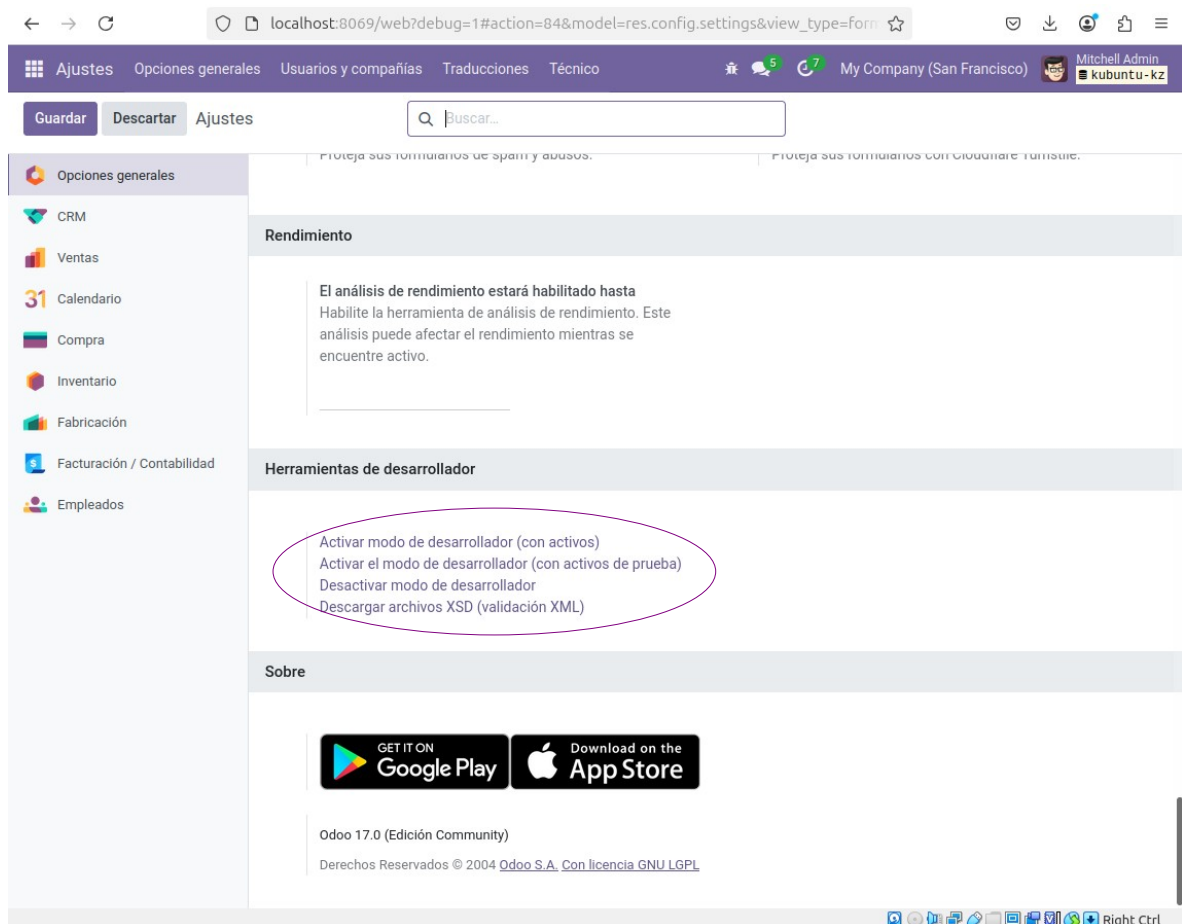 localhost:8069/web?debug=1#action=84&model=res.config.settings&view_type=form
Ajustes Opciones generales Usuarios y compañías Traducciones Técnico 5 7 My Company (San Francisco) Mitchell Admin
kubuntu-kz
Guardar Descartar Ajustes Buscar...
Proteja sus formularios de spam y abusos. Proteja sus formularios con Cloudflare Turnstile.
Opciones generales
CRM
Ventas
31 Calendario
Compra
Inventario
Fabricación
$ Facturación / Contabilidad
Empleados
Rendimiento
El análisis de rendimiento estará habilitado hasta
Habilite la herramienta de análisis de rendimiento. Este
análisis puede afectar el rendimiento mientras se
encuentre activo.
Herramientas de desarrollador
Activar modo de desarrollador (con activos)
Activar el modo de desarrollador (con activos de prueba)
Desactivar modo de desarrollador
Descargar archivos XSD (validación XML)
Sobre
GET IT ON
Google Play
Download on the
App Store
Odoo 17.0 (Edición Community)
Derechos Reservados © 2004 Odoo S.A. Con licencia GNU LGPL
Right Ctrl